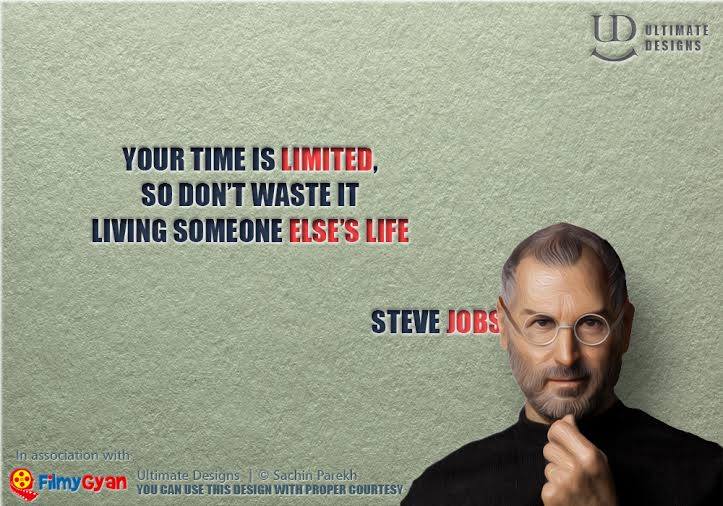 UD ULTIMATE
DESIGNS
YOUR TIME IS LIMITED,
SO DON'T WASTE IT
LIVING SOMEONE ELSE'S LIFE
STEVE JOBS
In association with
FilmyGyan
Ultimate Designs | © Sachin Parekh
YOU CAN USE THIS DESIGN WITH PROPER COURTESY